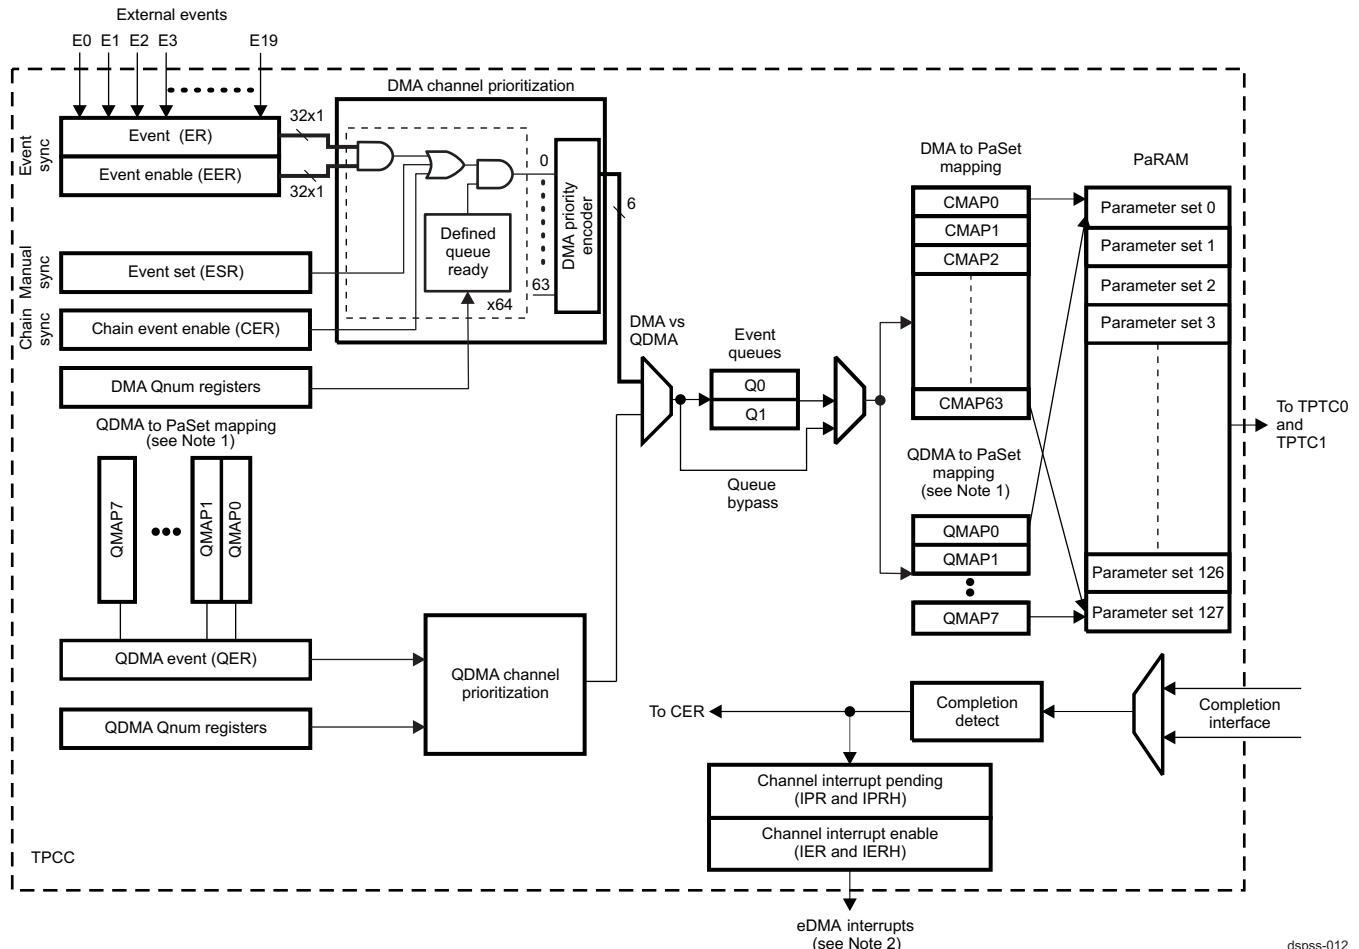 External events
E0 E1 E2 E3 E19
DMA channel prioritization
Event sync
Event (ER)
Event enable (EER)
32x1
32x1
0
63
x64
Defined queue ready
DMA priority encoder
6
Manual sync
Event set (ESR)
Chain sync
Chain event enable (CER)
DMA Qnum registers
QDMA to PaSet mapping
(see Note 1)
QMAP7
QMAP1
QMAP0
QDMA event (QER)
QDMA Qnum registers
QDMA channel
prioritization
DMA vs
QDMA
Event
queues
Q0
Q1
Queue
bypass
DMA to PaSet
mapping
CMAP0
CMAP1
CMAP2
CMAP63
QDMA to PaSet
mapping
(see Note 1)
QMAP0
QMAP1
QMAP7
PaRAM
Parameter set 0
Parameter set 1
Parameter set 2
Parameter set 3
Parameter set 126
Parameter set 127
To TPTC0
and
TPTC1
To CER
Completion
detect
Completion
interface
Channel interrupt pending
(IPR and IPRH)
Channel interrupt enable
(IER and IERH)
TPCC
eDMA interrupts
(see Note 2)
dspss-012